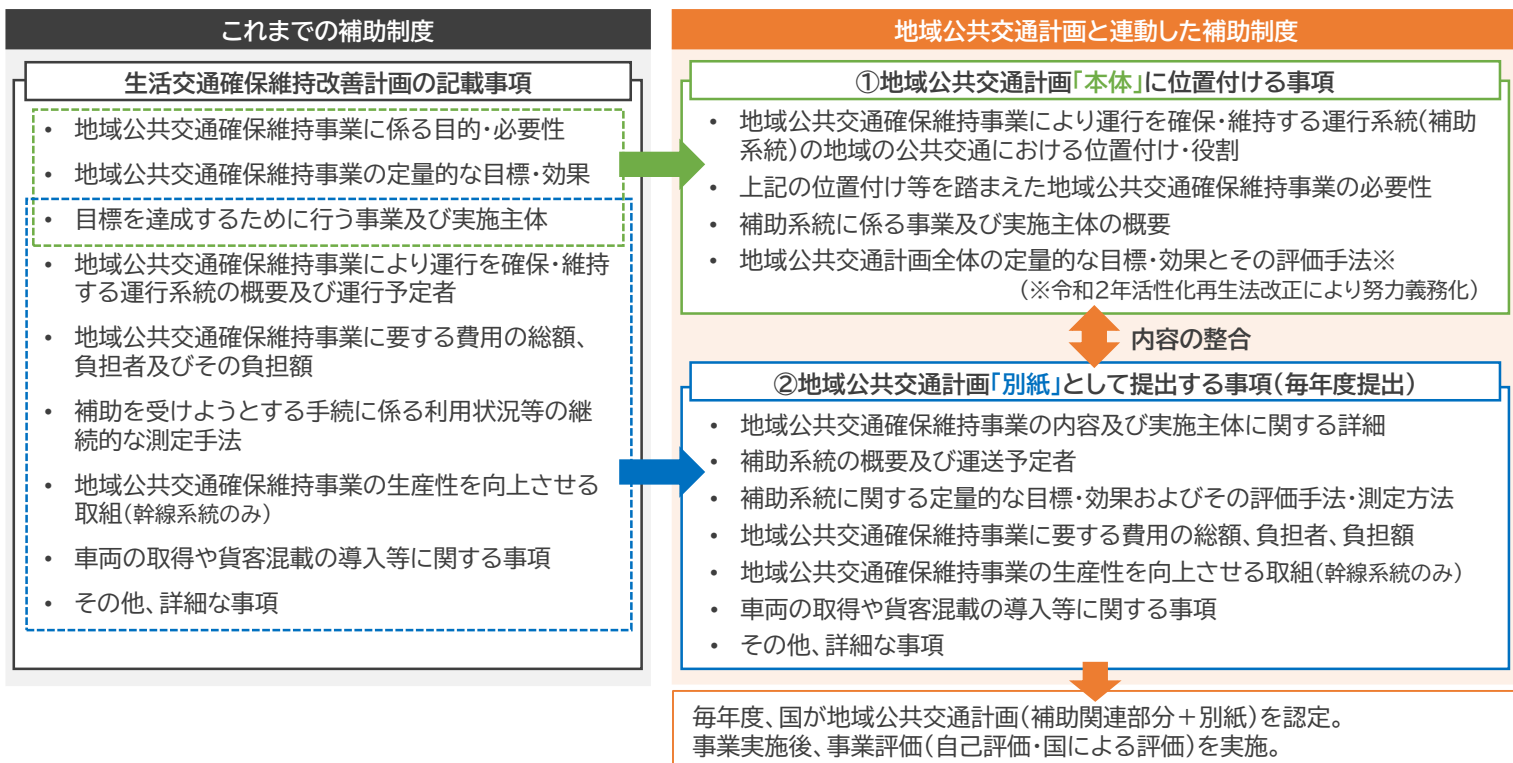 これまでの補助制度
生活交通確保維持改善計画の記載事項
• 地域公共交通確保維持事業に係る目的・必要性
• 地域公共交通確保維持事業の定量的な目標・効果
• 目標を達成するために行う事業及び実施主体
• 地域公共交通確保維持事業により運行を確保・維持
する運行系統の概要及び運行予定者
• 地域公共交通確保維持事業に要する費用の総額、
負担者及びその負担額
• 補助を受けようとする手続に係る利用状況等の継
続的な測定手法
• 地域公共交通確保維持事業の生産性を向上させる
取組(幹線系統のみ)
• 車両の取得や貨客混載の導入等に関する事項
• その他、詳細な事項
地域公共交通計画と連動した補助制度
①地域公共交通計画「本体」に位置付ける事項
• 地域公共交通確保維持事業により運行を確保・維持する運行系統(補助
系統)の地域の公共交通における位置付け・役割
• 上記の位置付け等を踏まえた地域公共交通確保維持事業の必要性
• 補助系統に係る事業及び実施主体の概要
• 地域公共交通計画全体の定量的な目標・効果とその評価手法※
(※令和2年活性化再生法改正により努力義務化)
内容の整合
②地域公共交通計画「別紙」として提出する事項(毎年度提出)
• 地域公共交通確保維持事業の内容及び実施主体に関する詳細
• 補助系統の概要及び運送予定者
• 補助系統に関する定量的な目標・効果およびその評価手法・測定方法
• 地域公共交通確保維持事業に要する費用の総額、負担者、負担額
• 地域公共交通確保維持事業の生産性を向上させる取組(幹線系統のみ)
• 車両の取得や貨客混載の導入等に関する事項
• その他、詳細な事項
毎年度、国が地域公共交通計画(補助関連部分+別紙)を認定。
事業実施後、事業評価(自己評価・国による評価)を実施。